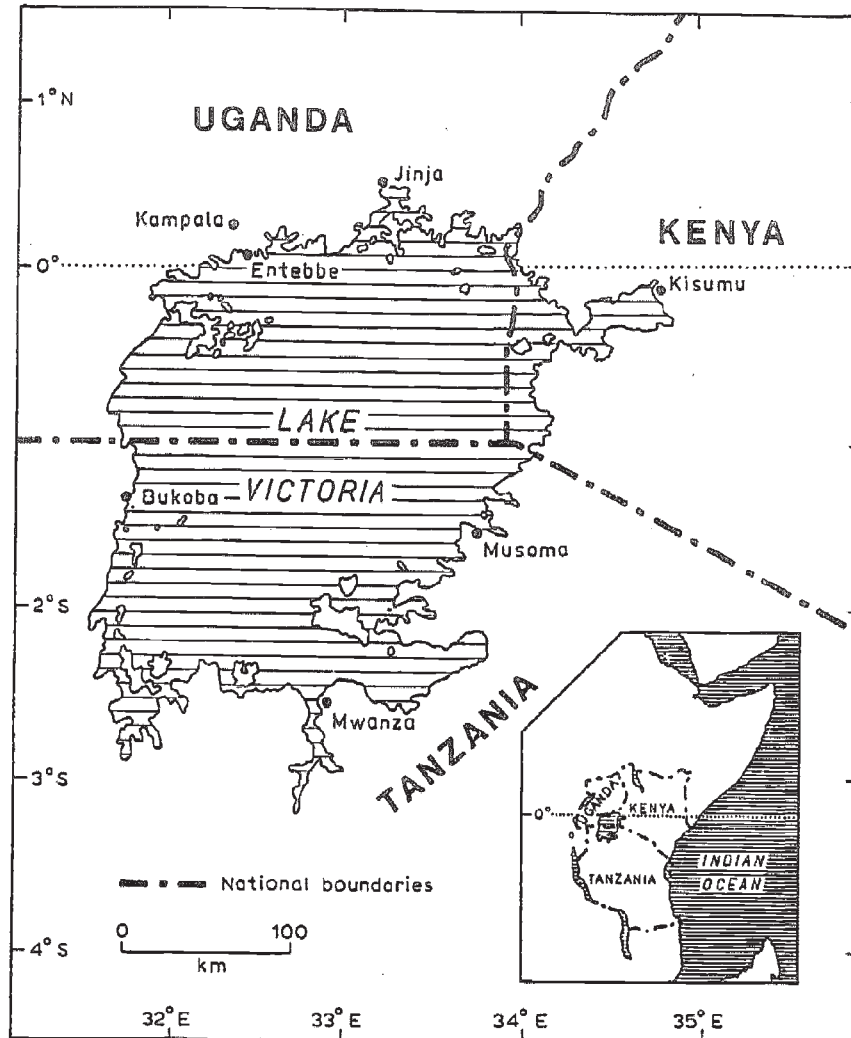 1°N
UGANDA
Jinja
Kampala
KENYA
0°
Entebbe
Kisumu
LAKE
Bukoba
VICTORIA
Musoma
2°S
Mwanza
TANZANIA
3°S
0°
UGANDA
KENYA
TANZANIA
INDIAN
OCEAN
National boundaries
0 100
km
4°S
32°E 33°E 34°E 35°E